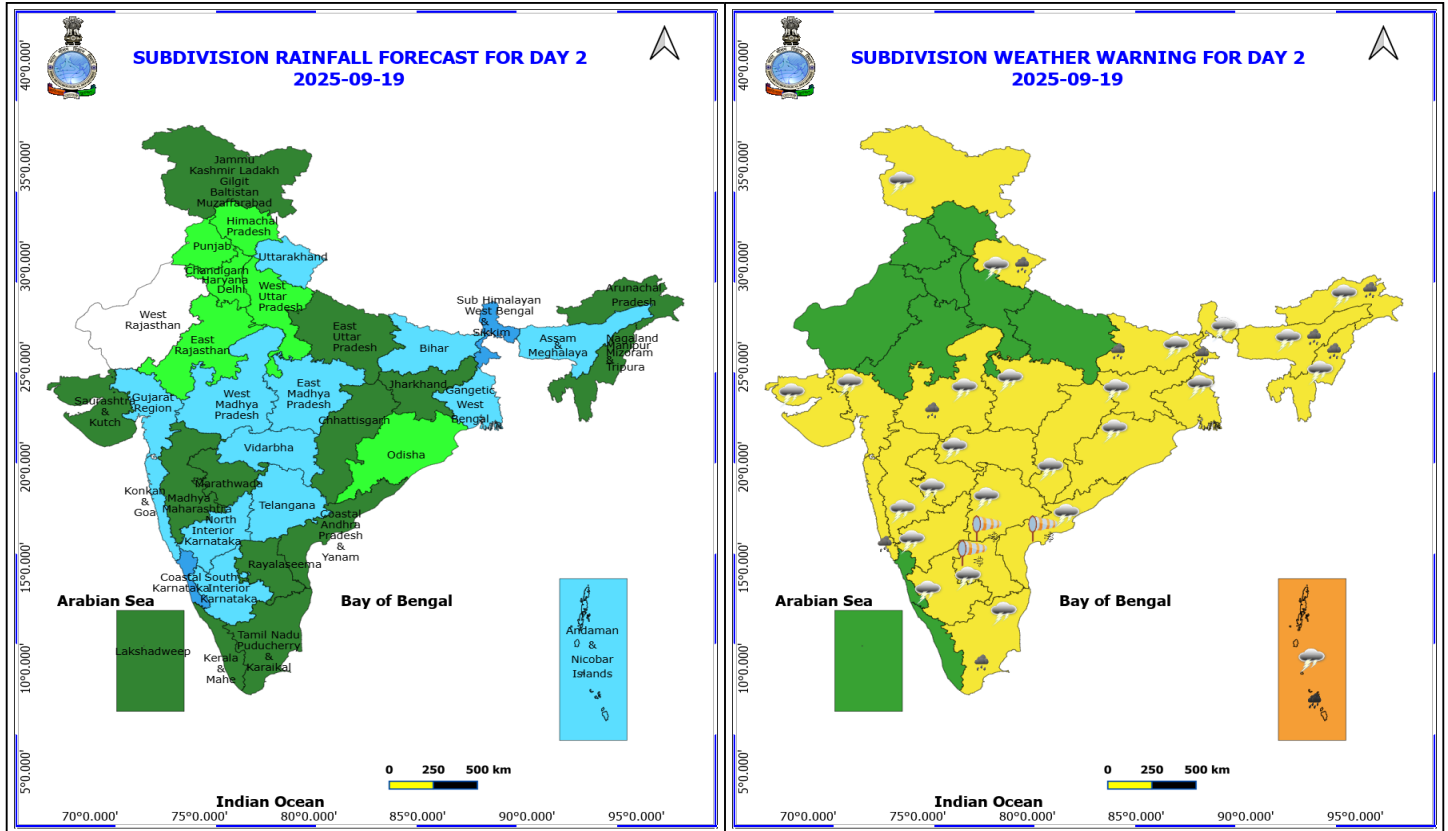 SUBDIVISION RAINFALL FORECAST FOR DAY 2
2025-09-19
40°0.000'
35°0.000'
30°0.000'
25°0.000'
20°0.000'
15°0.000'
10°0.000'
5°0.000'
Jammu
Kashmir Ladakh
Gilgit
Baltistan
Muzaffarabad
Himachal
Pradesh
Punjab
Uttarakhand
Chandigarh
Haryana
Delhi
West
Uttar
Pradesh
West
Rajasthan
East
Rajasthan
East
Uttar
Pradesh
Sub Himalayan
West Bengal
&
Sikkim
Arunachal
Pradesh
Assam
&
Meghalaya
Nagaland
Manipur
Mizoram
&
Tripura
Bihar
Jharkhand
Gangetic
West
Bengal
Saurashtra
&
Kutch
Gujarat
Region
West
Madhya
Pradesh
East
Madhya
Pradesh
Chhattisgarh
Vidarbha
Odisha
Konkan
&
Goa
Madhya
Maharashtra
Marathwada
Telangana
North
Interior
Karnataka
Coastal
Andhra
Pradesh
&
Yanam
Rayalaseema
Coastal
Karnataka
South
Interior
Karnataka
Arabian Sea
Bay of Bengal
Lakshadweep
Kerala
&
Mahe
Tamil Nadu
Puducherry
&
Karaikal
Andaman
&
Nicobar
Islands
0 250 500 km
Indian Ocean
70°0.000' 75°0.000' 80°0.000' 85°0.000' 90°0.000' 95°0.000'
SUBDIVISION WEATHER WARNING FOR DAY 2
2025-09-19
40°0.000'
35°0.000'
30°0.000'
25°0.000'
20°0.000'
15°0.000'
10°0.000'
5°0.000'
Arabian Sea
Bay of Bengal
0 250 500 km
Indian Ocean
70°0.000' 75°0.000' 80°0.000' 85°0.000' 90°0.000' 95°0.000'